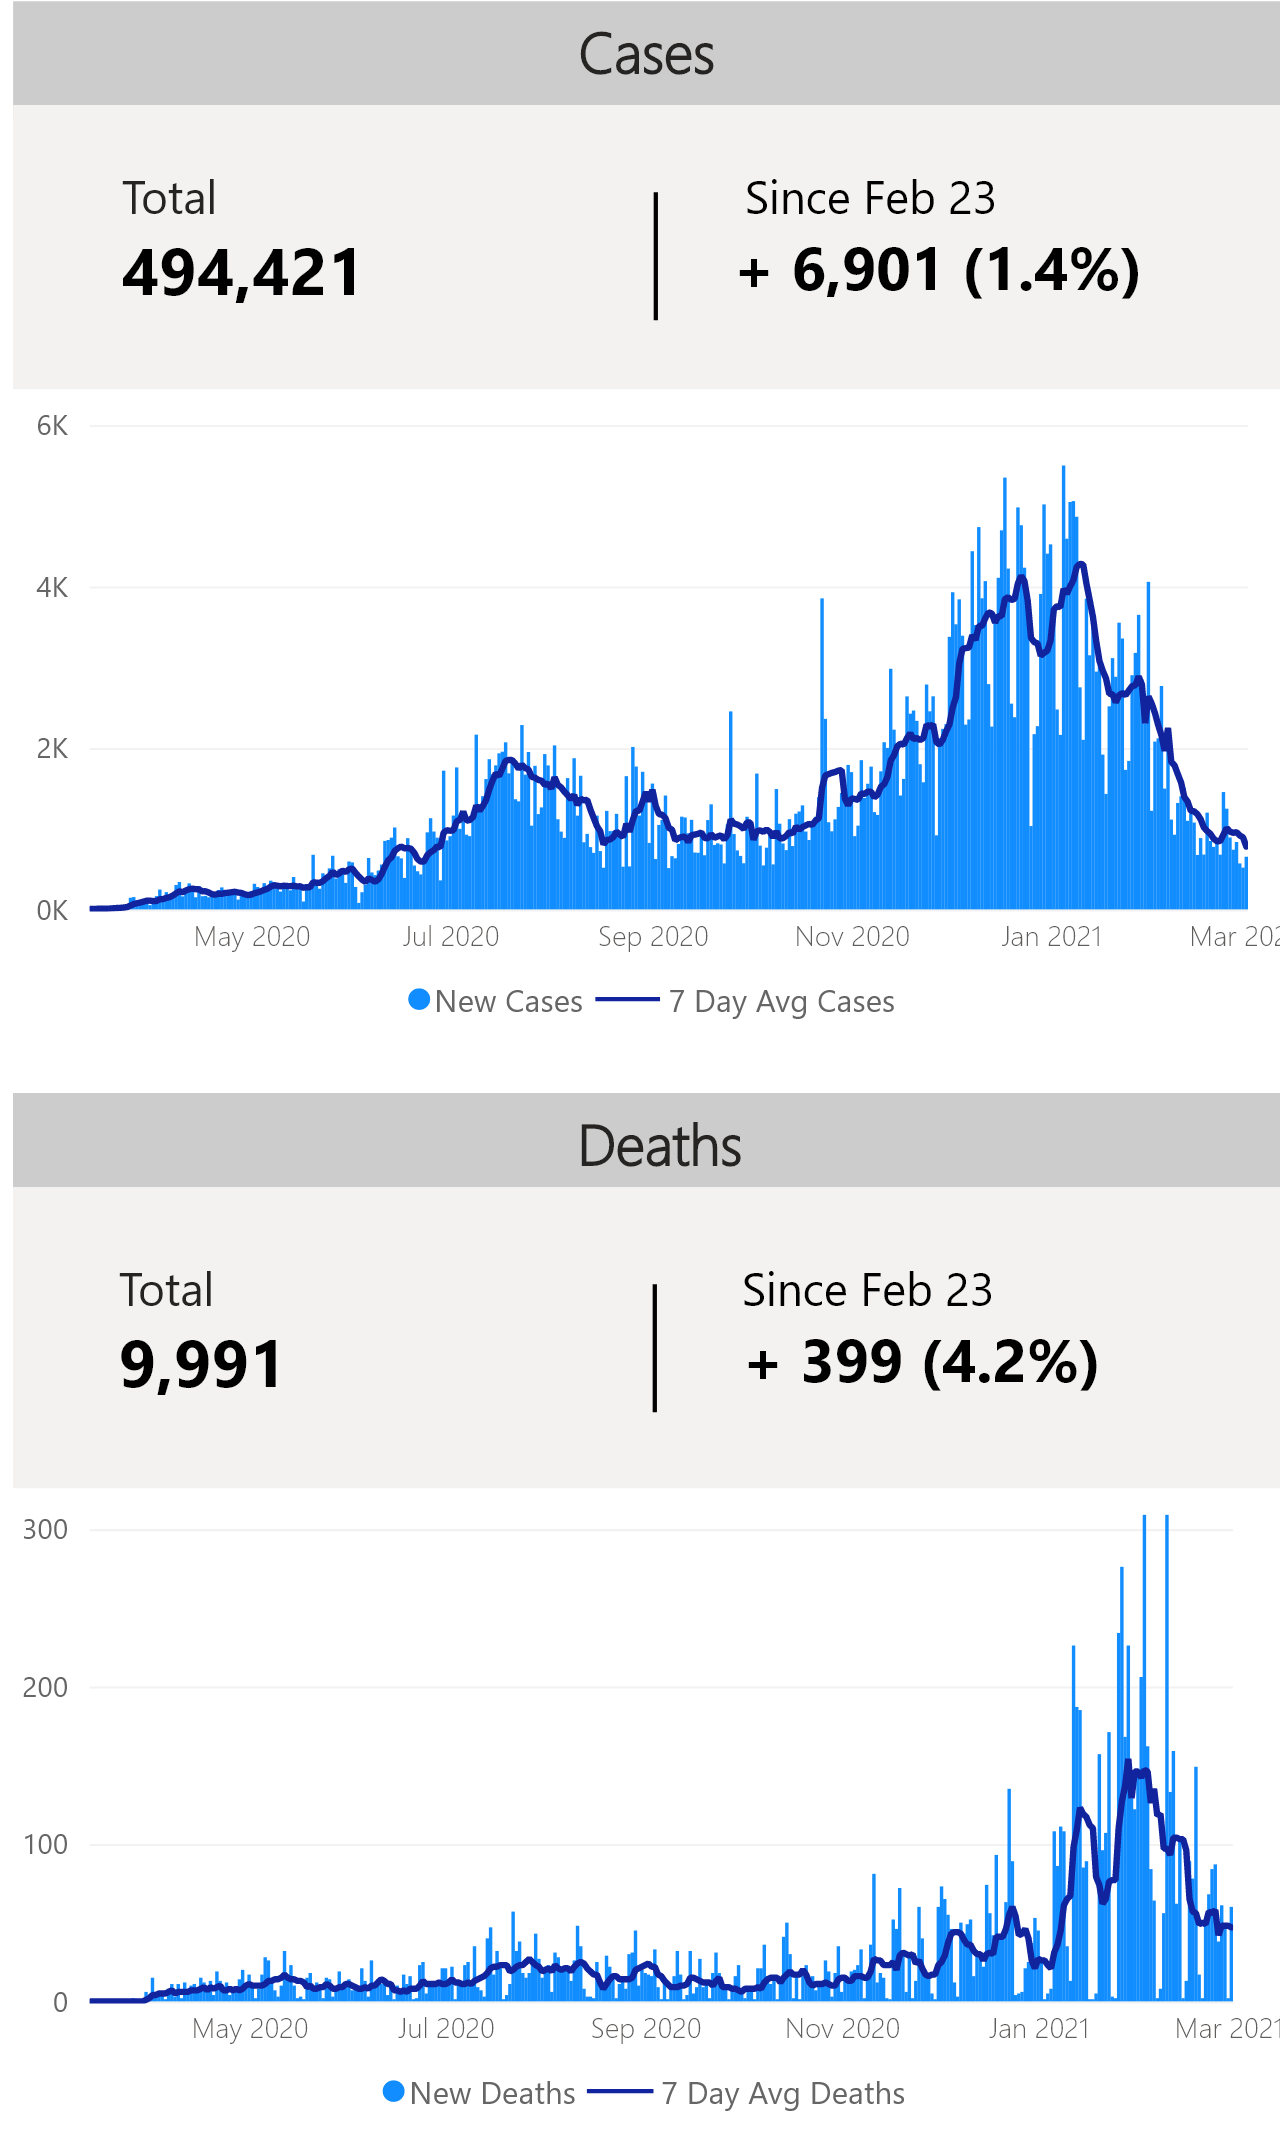 Cases
Total
Since Feb 23
494,421
+ 6,901 (1.4%)
6K
4K
2K
0K
May 2020 Jul 2020 Sep 2020 Nov 2020 Jan 2021 Mar 202
New Cases 7 Day Avg Cases
Deaths
Total
Since Feb 23
9,991
+ 399 (4.2%)
300
200
100
0
May 2020 Jul 2020 Sep 2020 Nov 2020 Jan 2021 Mar 2021
New Deaths 7 Day Avg Deaths